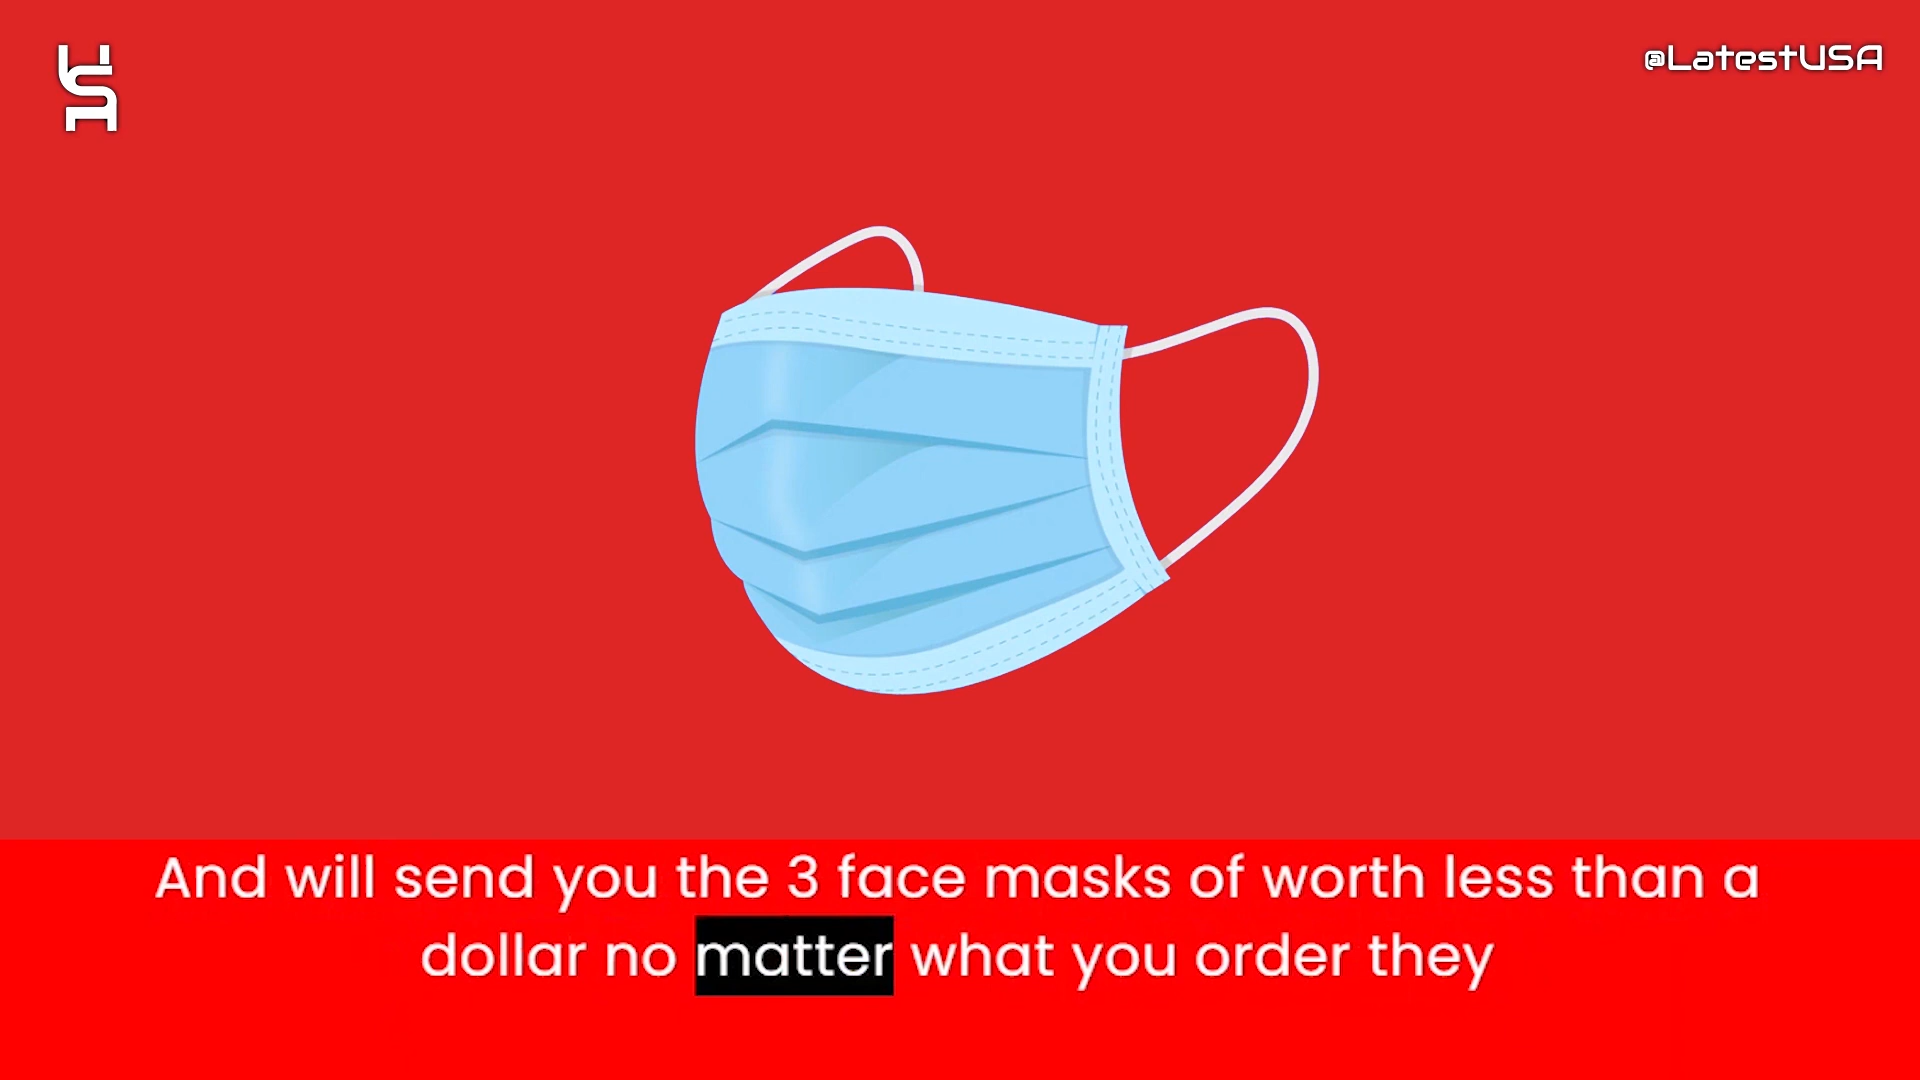 USA
@LatestUSA
And will send you the 3 face masks of worth less than a
dollar no matter what you order they